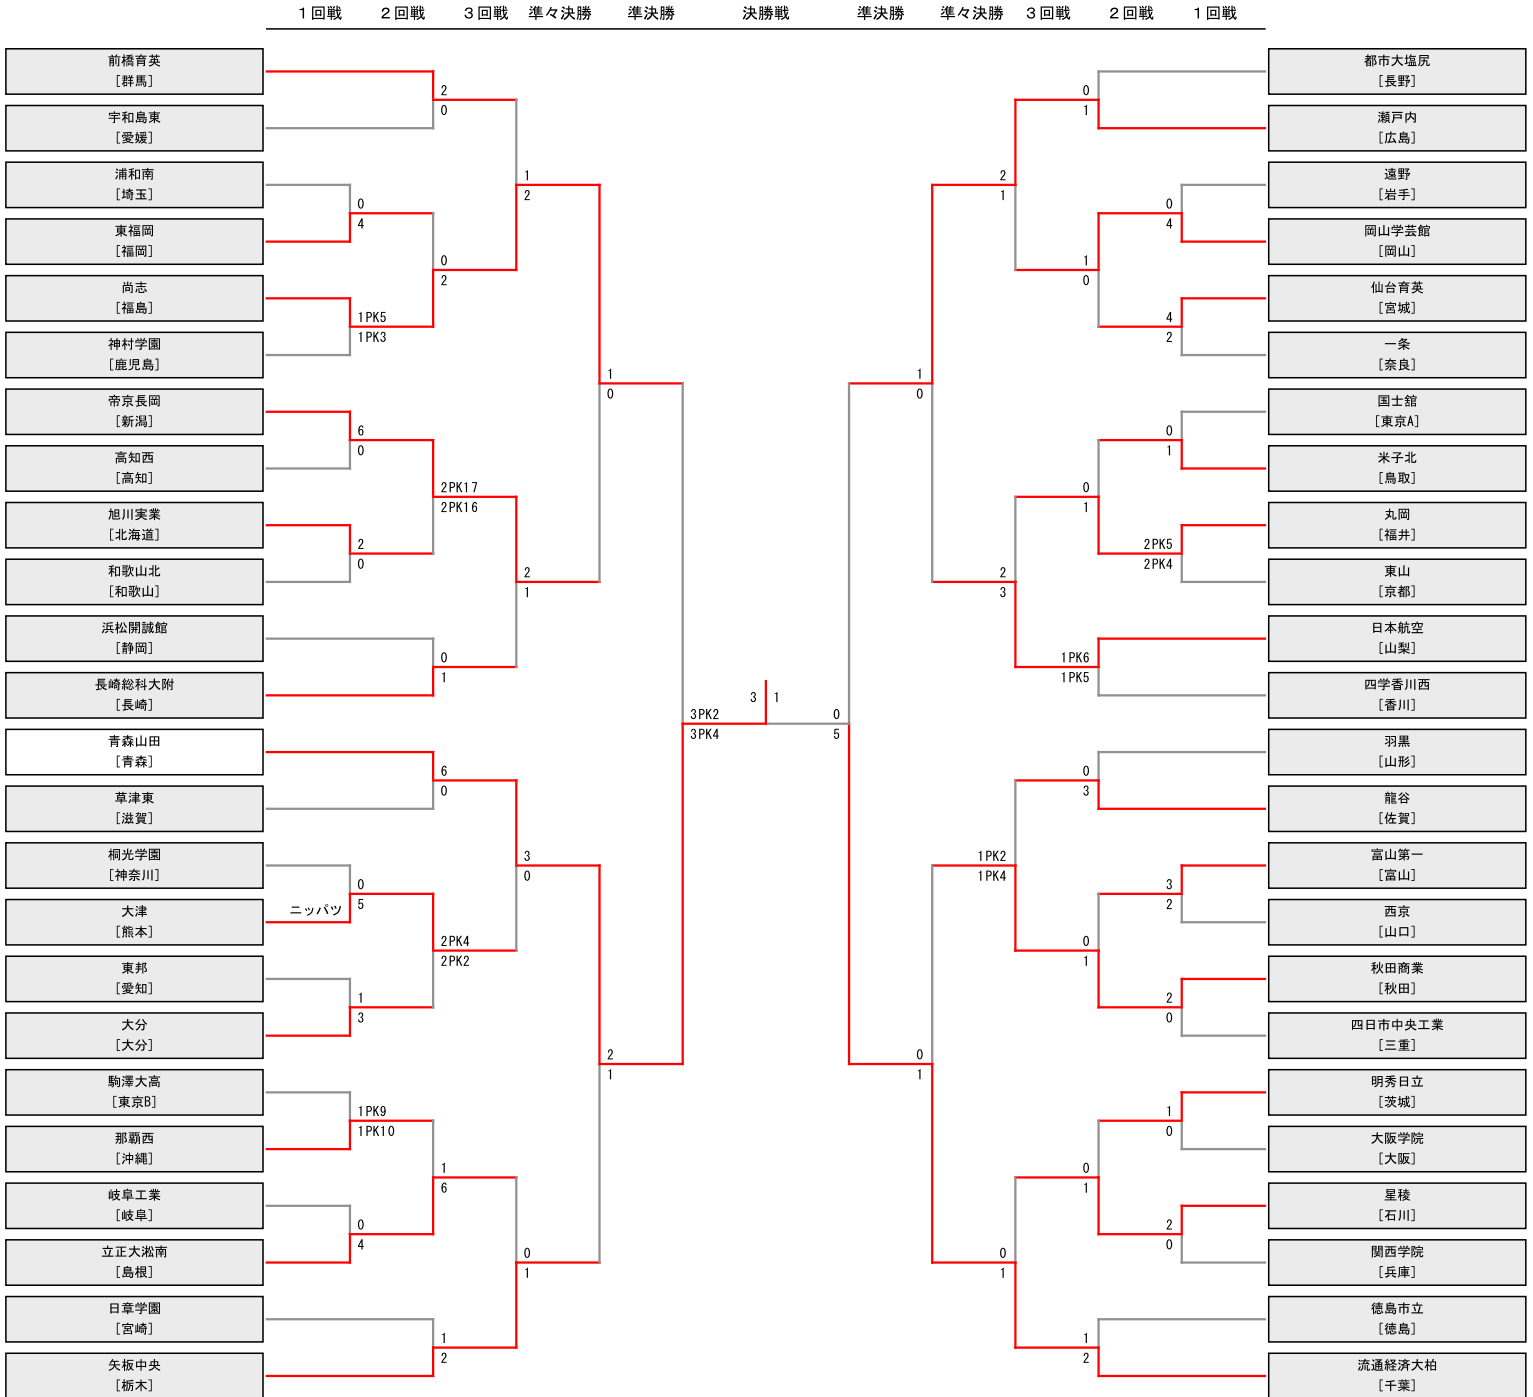 １回戦 ２回戦 ３回戦 準々決勝 準決勝 決勝戦 準決勝 準々決勝 ３回戦 ２回戦 １回戦
前橋育英
[群馬]
宇和島東
[愛媛]
浦和南
[埼玉]
東福岡
[福岡]
尚志
[福島]
神村学園
[鹿児島]
帝京長岡
[新潟]
高知西
[高知]
旭川実業
[北海道]
和歌山北
[和歌山]
浜松開誠館
[静岡]
長崎総科大附
[長崎]
青森山田
[青森]
草津東
[滋賀]
桐光学園
[神奈川]
大津
[熊本]
東邦
[愛知]
大分
[大分]
駒澤大高
[東京B]
那覇西
[沖縄]
岐阜工業
[岐阜]
立正大淞南
[島根]
日章学園
[宮崎]
矢板中央
[栃木]
0
4
1PK5
1PK3
6
0
2
0
0
ニッパツ
5
1
3
1PK9
1PK10
0
4
2
0
0
2
2PK17
2PK16
0
1
6
0
2PK4
2PK2
1
6
1
2
1
2
2
1
3
0
0
1
1
0
2
1
3PK2
3PK4
3 1
0
5
1
0
0
1
2
1
2
3
1PK2
1PK4
0
1
0
1
1
0
0
1
1PK6
1PK5
0
3
0
1
0
1
1
2
0
4
4
2
0
1
2PK5
2PK4
3
2
2
0
1
0
2
0
都市大塩尻
[長野]
瀬戸内
[広島]
遠野
[岩手]
岡山学芸館
[岡山]
仙台育英
[宮城]
一条
[奈良]
国士舘
[東京A]
米子北
[鳥取]
丸岡
[福井]
東山
[京都]
日本航空
[山梨]
四学香川西
[香川]
羽黒
[山形]
龍谷
[佐賀]
富山第一
[富山]
西京
[山口]
秋田商業
[秋田]
四日市中央工業
[三重]
明秀日立
[茨城]
大阪学院
[大阪]
星稜
[石川]
関西学院
[兵庫]
徳島市立
[徳島]
流通経済大柏
[千葉]